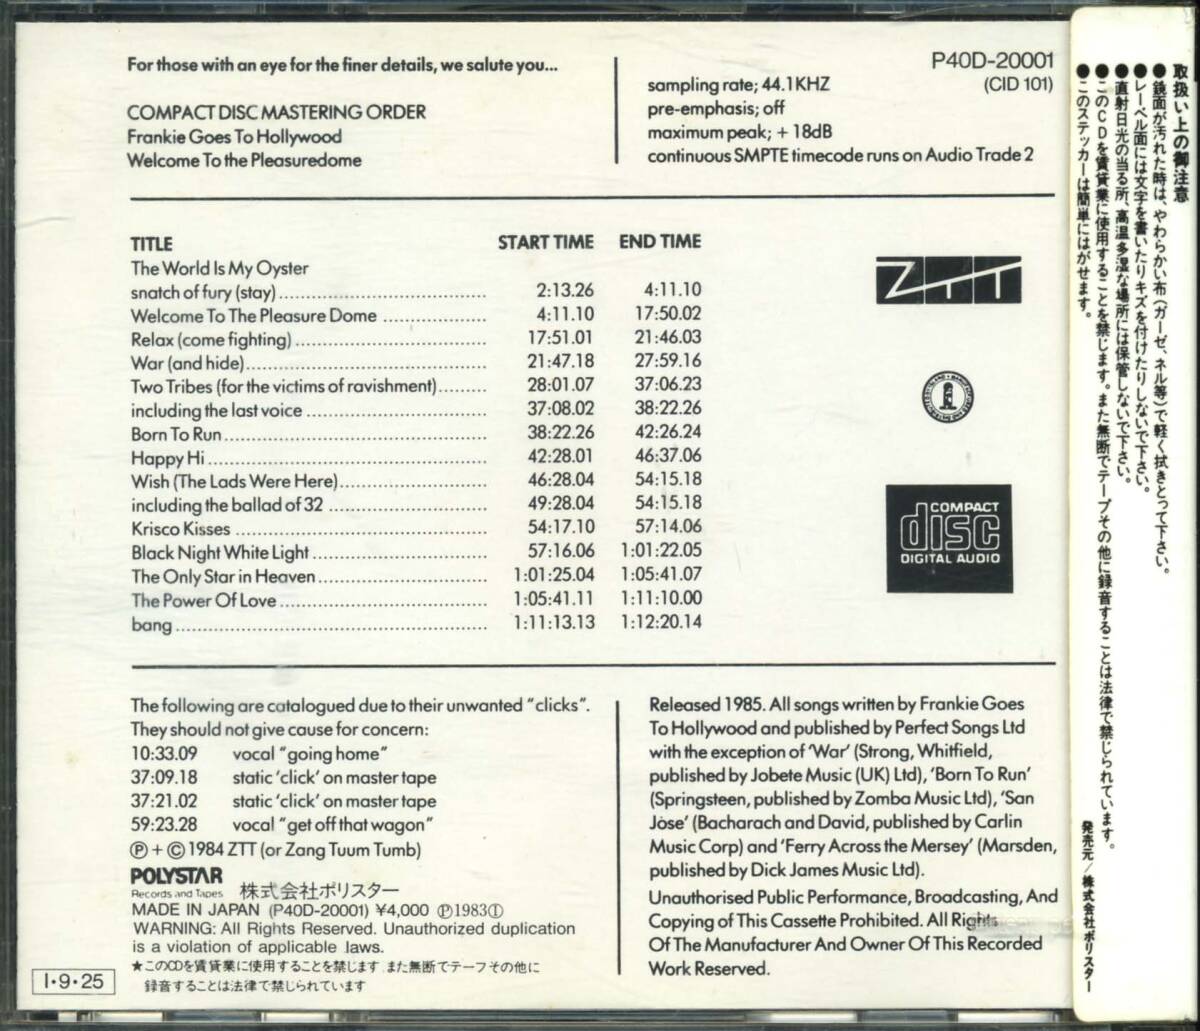 For those with an eye for the finer details, we salute you...
COMPACT DISC MASTERING ORDER
Frankie Goes To Hollywood
Welcome To the Pleasuredome
P40D-20001
(CID 101)
sampling rate; 44.1KHZ
pre-emphasis; off
maximum peak; + 18dB
continuous SMPTE timecode runs on Audio Trade 2
TITLE START TIME END TIME
The World Is My Oyster
snatch of fury (stay) 2:13.26 4:11.10
Welcome To The Pleasure Dome 4:11.10 17:50.02
Relax (come fighting) 17:51.01 21:46.03
War (and hide) 21:47.18 27:59.16
Two Tribes (for the victims of ravishment) 28:01.07 37:06.23
including the last voice 37:08.02 38:22.26
Born To Run 38:22.26 42:26.24
Happy Hi 42:28.01 46:37.06
Wish (The Lads Were Here) 46:28.04 54:15.18
including the ballad of 32 49:28.04 54:15.18
Krisco Kisses 54:17.10 57:14.06
Black Night White Light 57:16.06 1:01:22.05
The Only Star in Heaven 1:01:25.04 1:05:41.07
The Power Of Love 1:05:41.11 1:11:10.00
bang 1:11:13.13 1:12:20.14
ZTT
COMPACT
disc
DIGITAL AUDIO
The following are catalogued due to their unwanted "clicks".
They should not give cause for concern:
10:33.09 vocal "going home"
37:09.18 static 'click' on master tape
37:21.02 static 'click' on master tape
59:23.28 vocal "get off that wagon"
Ⓟ + © 1984 ZTT (or Zang Tuum Tumb)
POLYSTAR
Records and Tapes 株式会社ポリスター
MADE IN JAPAN (P40D-20001) ¥4,000 Ⓟ1983Ⓘ
WARNING: All Rights Reserved. Unauthorized duplication
is a violation of applicable laws.
★このCDを賃貸業に使用することを禁じます。また無断でテープその他に
録音することは法律で禁じられています
I・9・25
Released 1985. All songs written by Frankie Goes
To Hollywood and published by Perfect Songs Ltd
with the exception of 'War' (Strong, Whitfield,
published by Jobete Music (UK) Ltd), 'Born To Run'
(Springsteen, published by Zomba Music Ltd), 'San
Jose' (Bacharach and David, published by Carlin
Music Corp) and 'Ferry Across the Mersey' (Marsden,
published by Dick James Music Ltd).
Unauthorised Public Performance, Broadcasting, And
Copying of This Cassette Prohibited. All Rights
Of The Manufacturer And Owner Of This Recorded
Work Reserved.
取扱い上の御注意
●鏡面が汚れた時は、やわらかい布(ガーゼ、ネル等)で軽く拭きとって下さい。
●レーベル面には文字を書いたりキズを付けたりしないで下さい。
●直射日光の当る所、高温多湿な場所には保管しないで下さい。
●このCDを賃貸業に使用することを禁じます。また無断でテープその他に録音することは法律で禁じられています。
●このステッカーは簡単にはがせます。
発売元/株式会社ポリスター